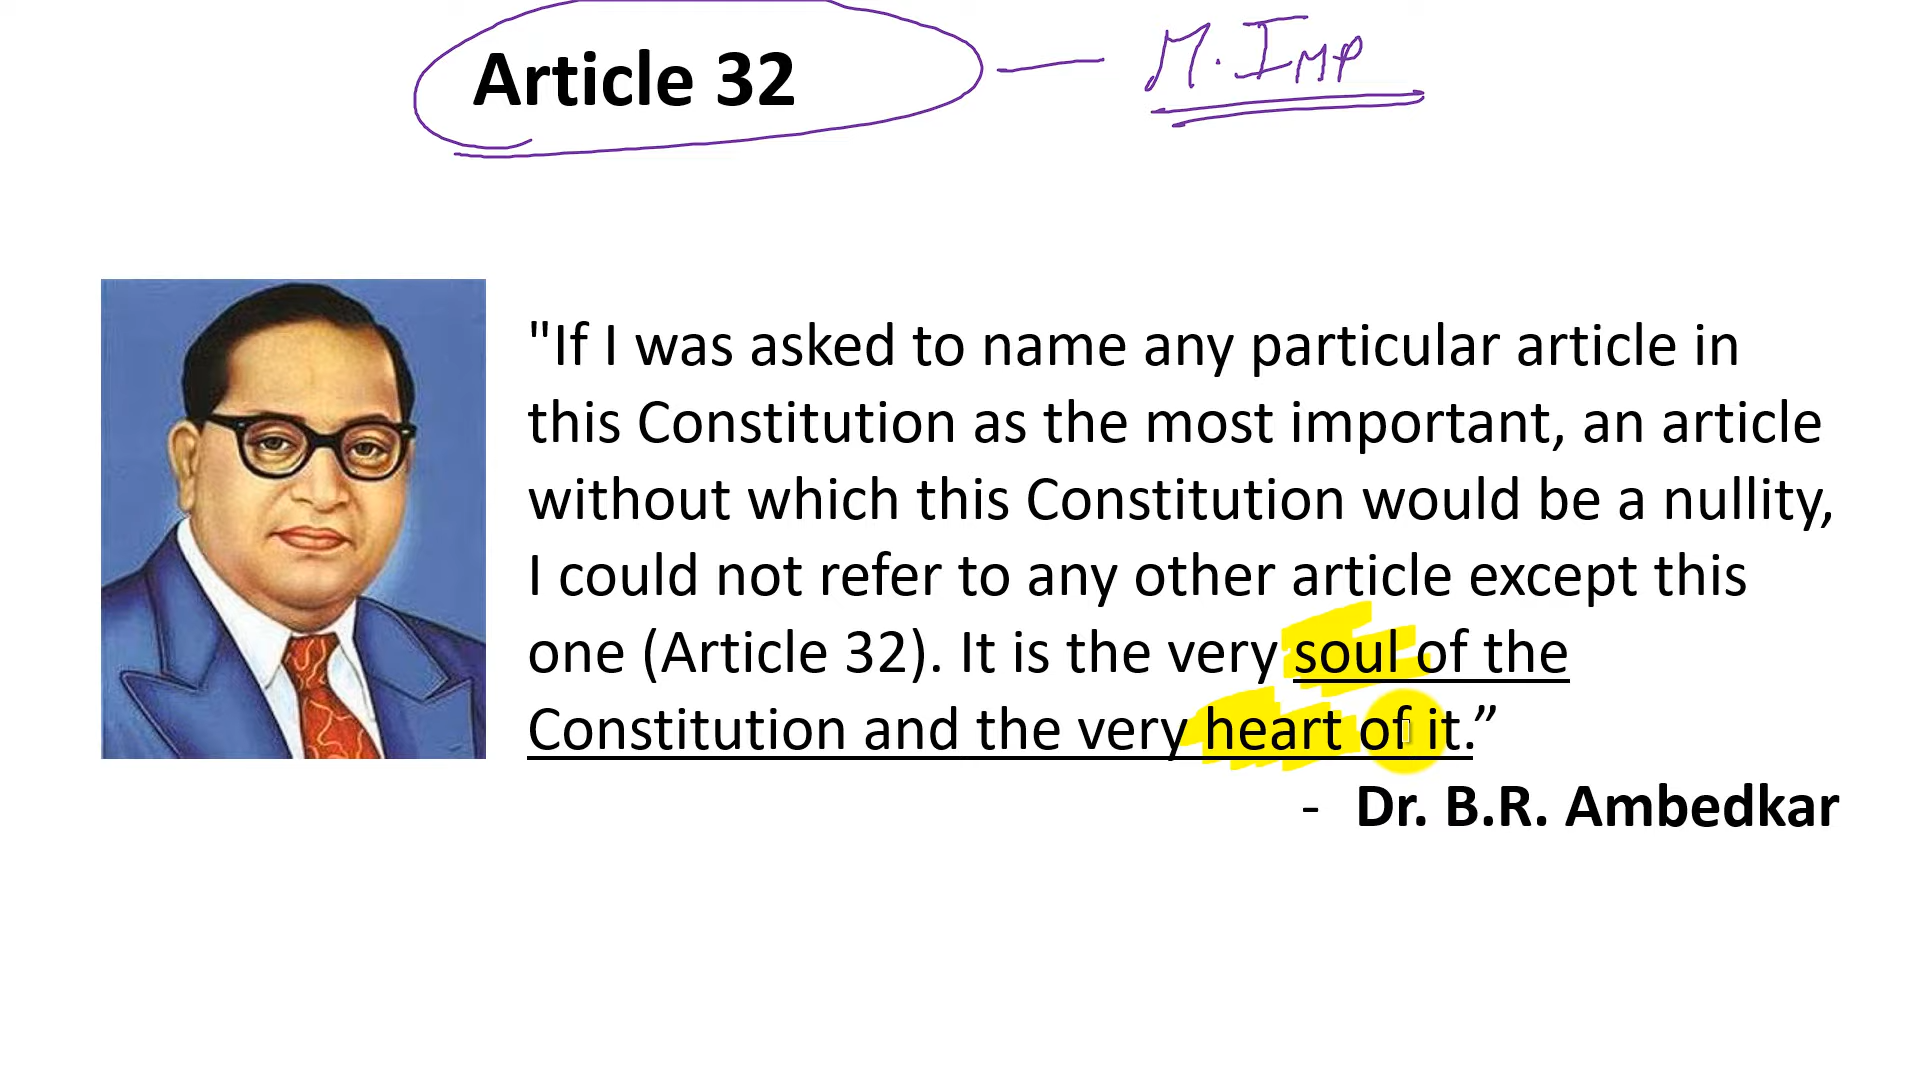 Article 32 — M. Imp
"If I was asked to name any particular article in
this Constitution as the most important, an article
without which this Constitution would be a nullity,
I could not refer to any other article except this
one (Article 32). It is the very soul of the
Constitution and the very heart of it.”
- Dr. B.R. Ambedkar